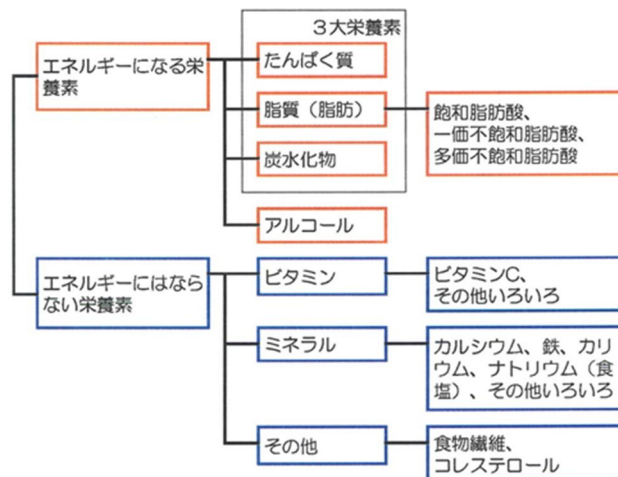 ３大栄養素
エネルギーになる栄
養素
たんぱく質
脂質（脂肪）
飽和脂肪酸、
一価不飽和脂肪酸、
多価不飽和脂肪酸
炭水化物
アルコール
エネルギーにはなら
ない栄養素
ビタミン
ビタミンC、
その他いろいろ
ミネラル
カルシウム、鉄、カリ
ウム、ナトリウム（食
塩）、その他いろいろ
その他
食物繊維、
コレステロール